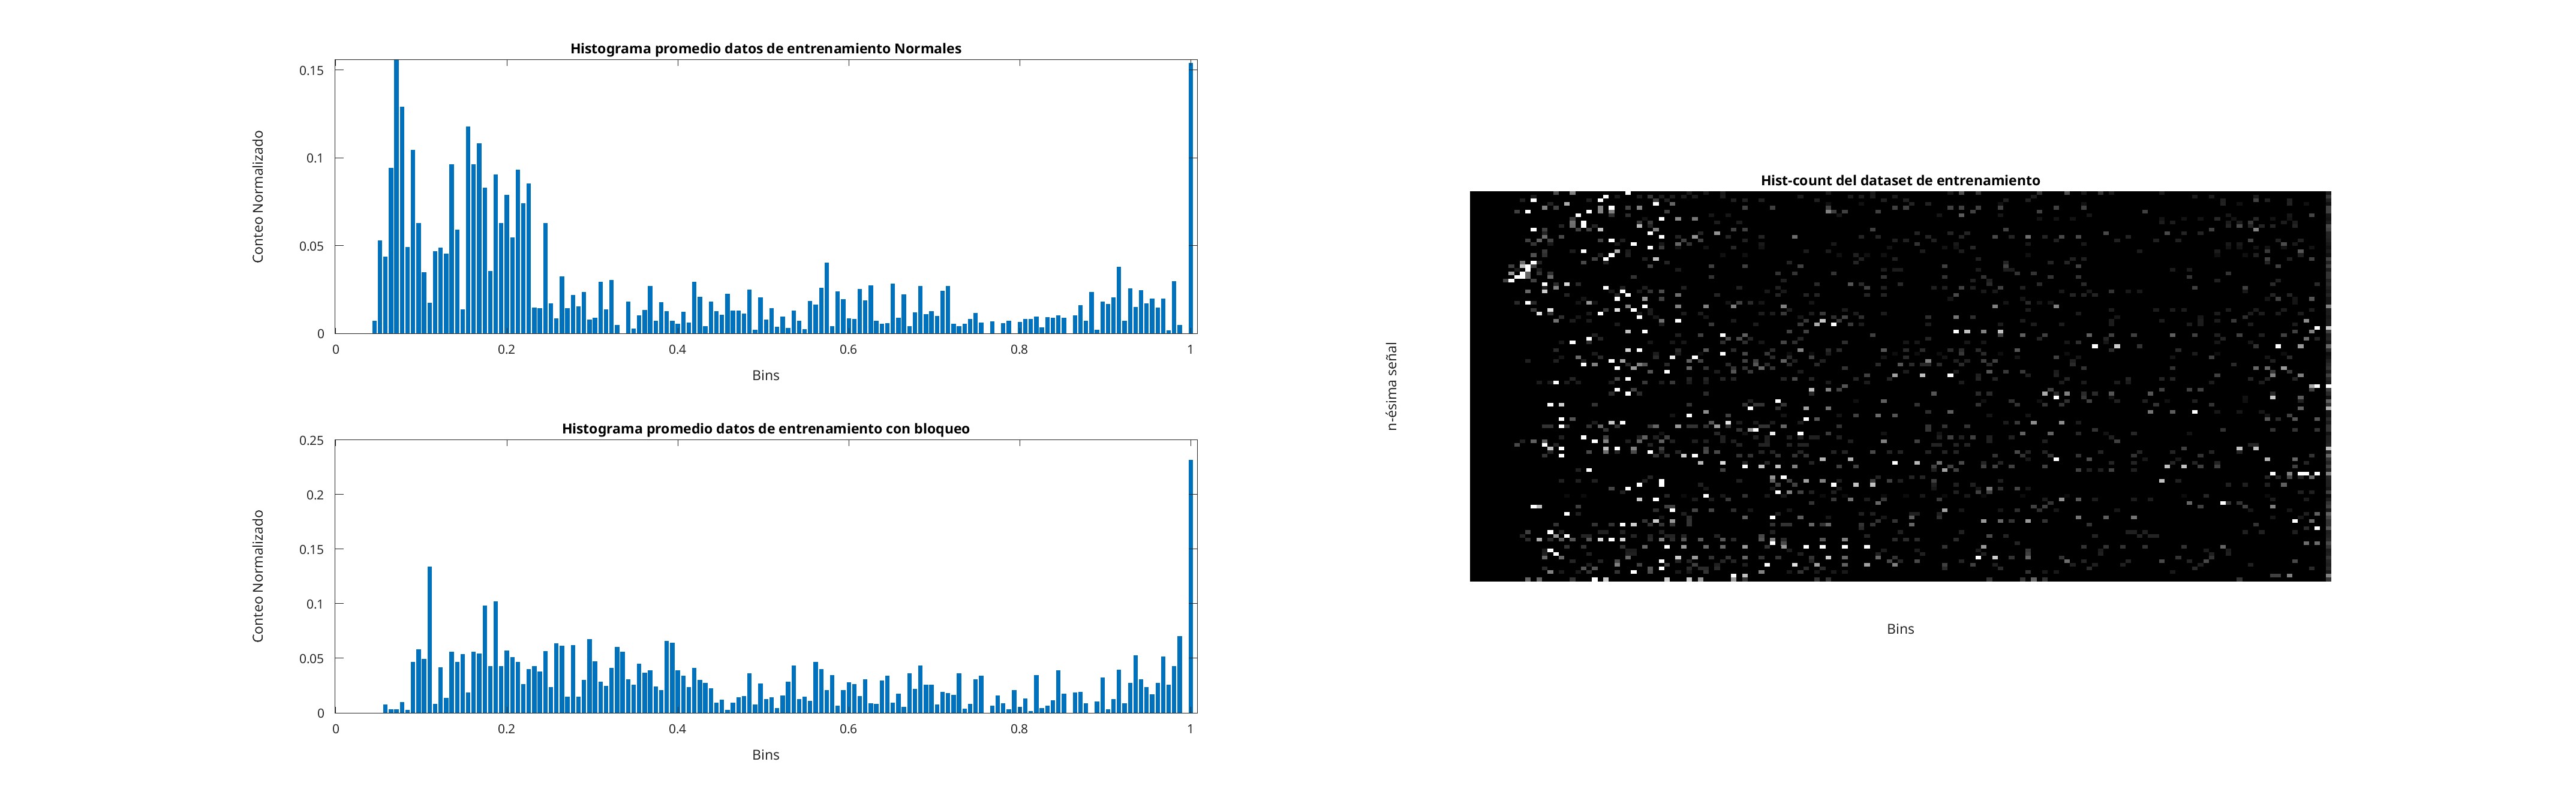 Histograma promedio datos de entrenamiento Normales
0.15
0.1
0.05
0
Conteo Normalizado
0 0.2 0.4 0.6 0.8 1
Bins
Histograma promedio datos de entrenamiento con bloqueo
0.25
0.2
0.15
0.1
0.05
0
Conteo Normalizado
0 0.2 0.4 0.6 0.8 1
Bins
Hist-count del dataset de entrenamiento
n-ésima señal
Bins